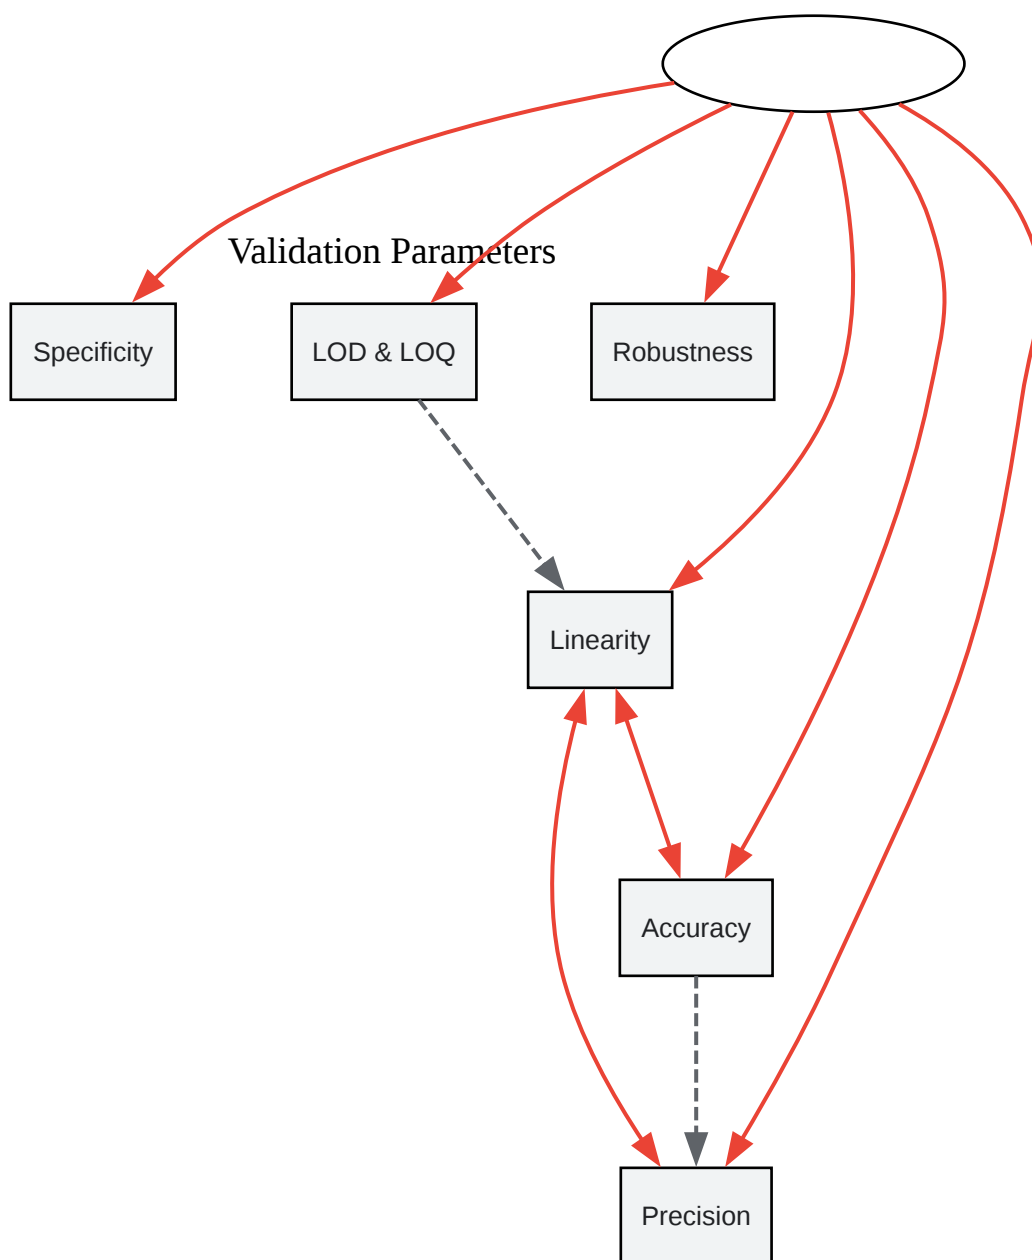 Validation Parameters
Specificity
LOD & LOQ
Robustness
Linearity
Accuracy
Precision